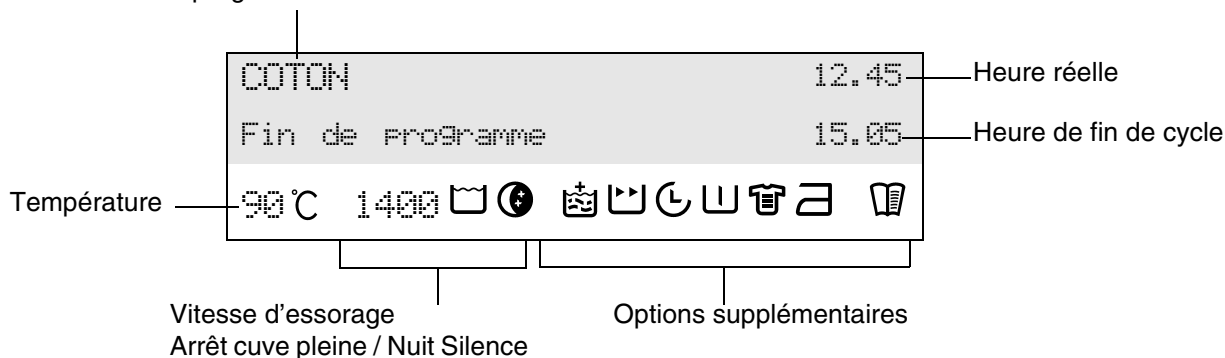 COTON 12.45 Heure réelle
Fin de programme 15.05 Heure de fin de cycle
Température 90°C 1400
Vitesse d'essorage Options supplémentaires
Arrêt cuve pleine / Nuit Silence